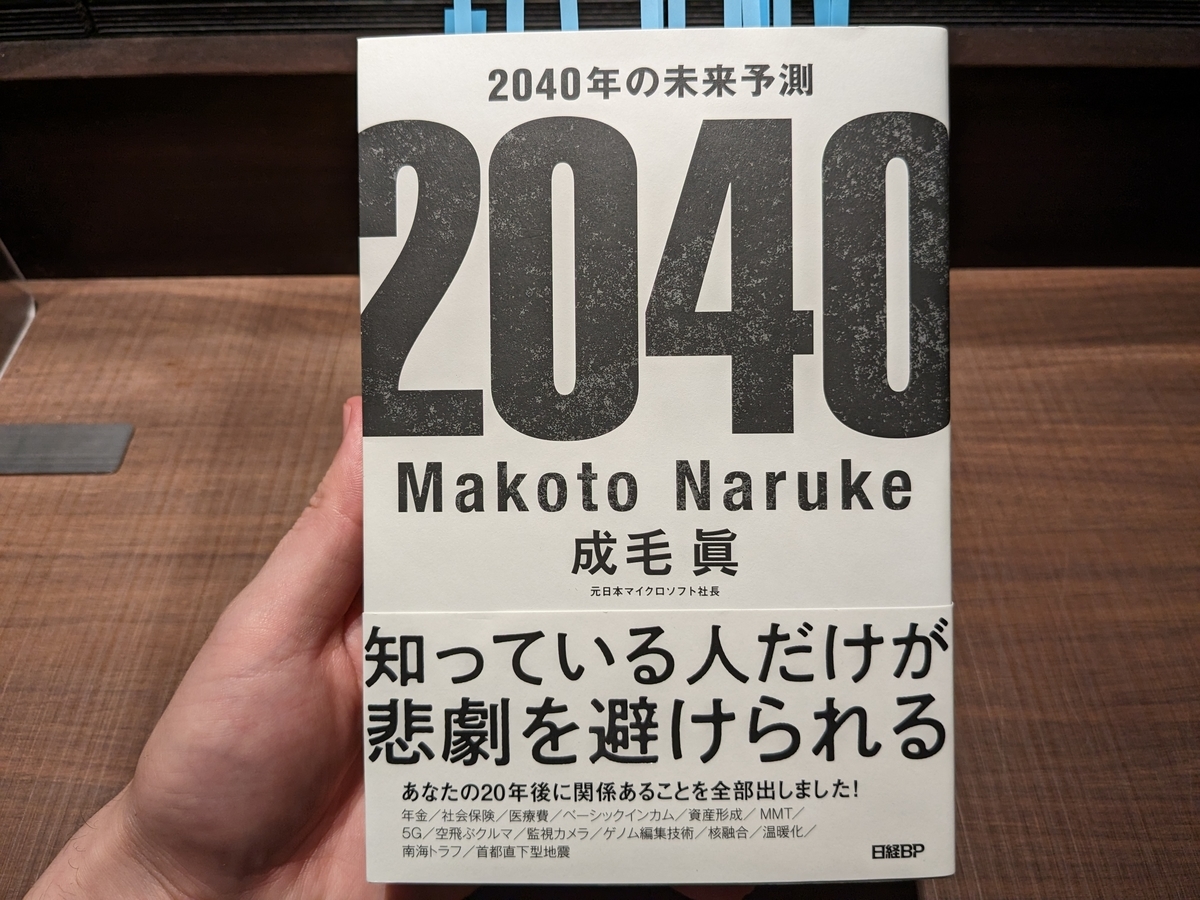 2040年の未来予測
2040
Makoto Naruke
成毛 眞
元日本マイクロソフト社長
知っている人だけが
悲劇を避けられる
あなたの20年後に関係あることを全部出しました!
年金／社会保険／医療費／ベーシックインカム／資産形成／MMT／
5G／空飛ぶクルマ／監視カメラ／ゲノム編集技術／核融合／温暖化／
南海トラフ／首都直下型地震
日経BP